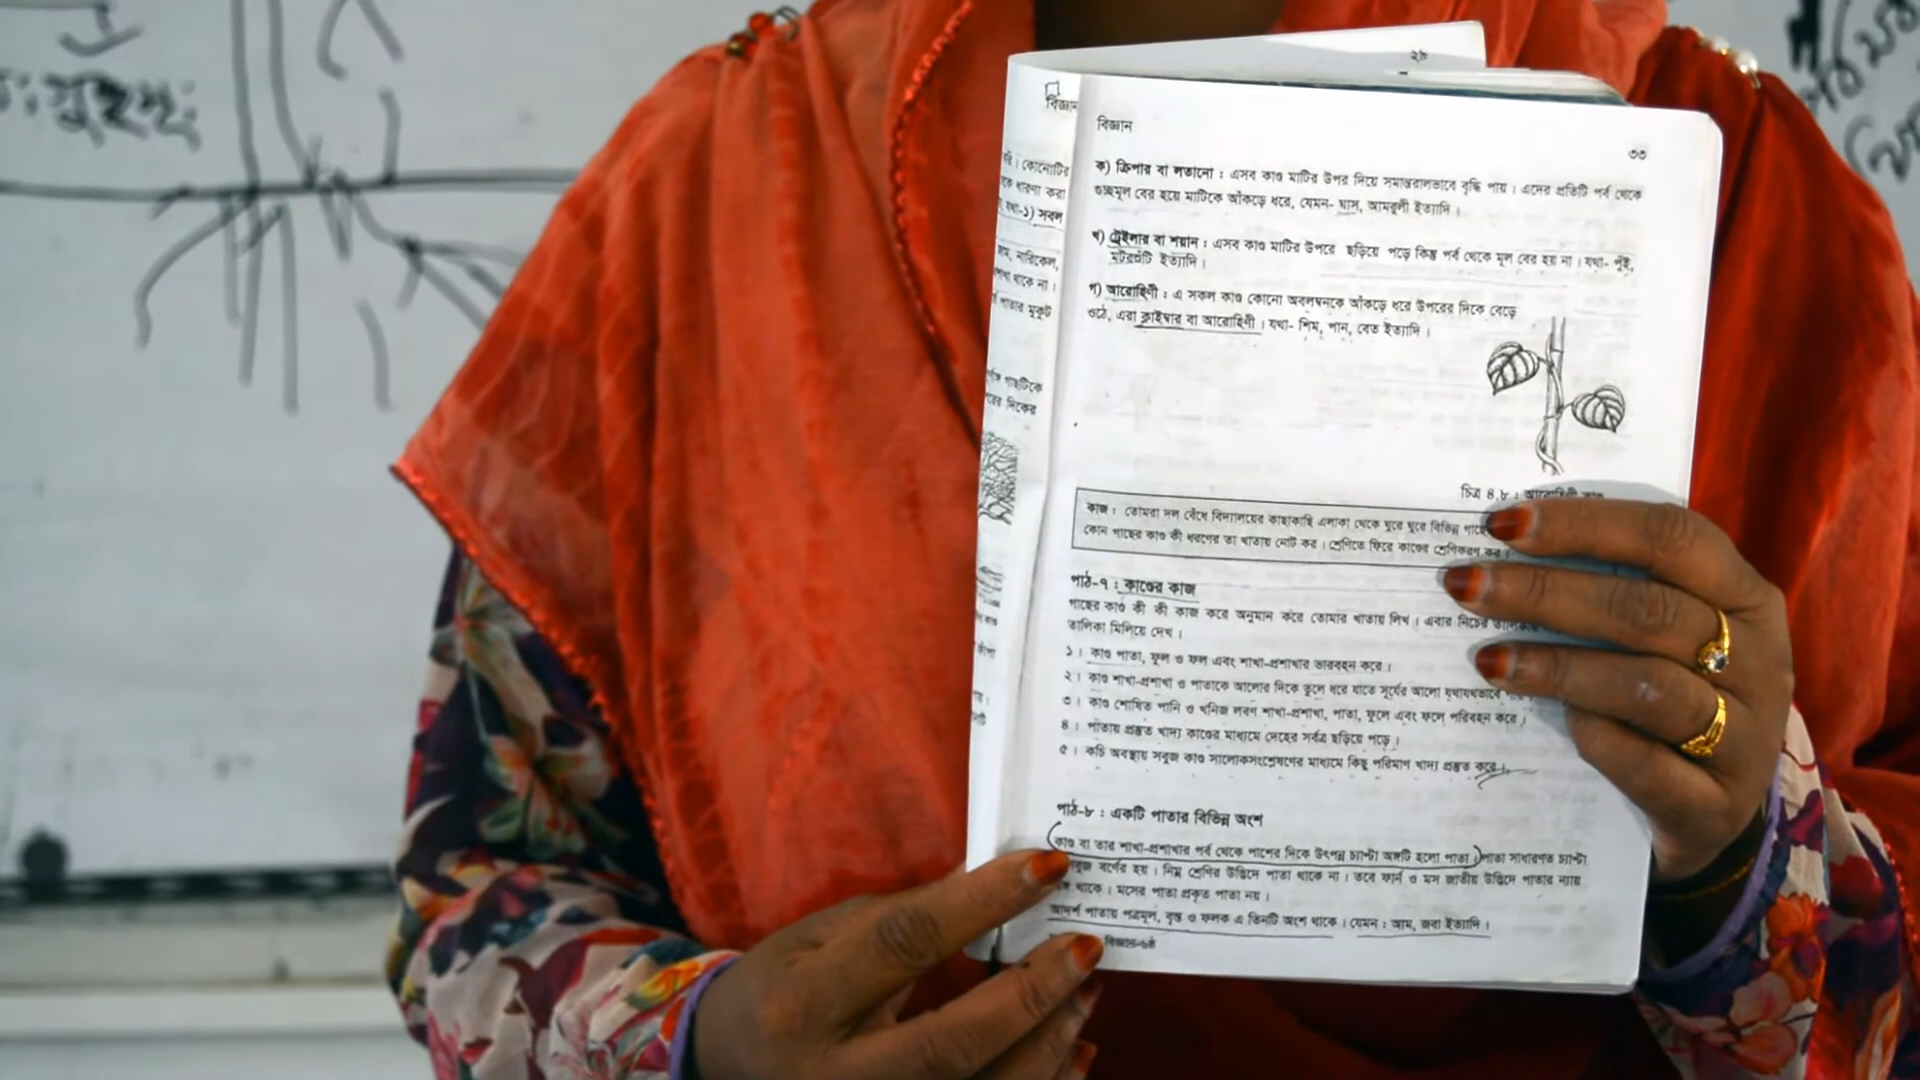 ২৯
বিজ্ঞান
বিজ্ঞান
৩৩
ক) ক্রিপার বা লতানো : এসব কাণ্ড মাটির উপর দিয়ে সমান্তরালভাবে বৃদ্ধি পায়। এদের প্রতিটি পর্ব থেকে
গুচ্ছমূল বের হয়ে মাটিকে আঁকড়ে ধরে, যেমন- ঘাস, আমরুলী ইত্যাদি।
খ) ট্রেইলার বা শয়ান : এসব কাণ্ড মাটির উপরে ছড়িয়ে পড়ে কিন্তু পর্ব থেকে মূল বের হয় না। যথা- পুঁই,
মটরশুঁটি ইত্যাদি।
গ) আরোহিণী : এ সকল কাণ্ড কোনো অবলম্বনকে আঁকড়ে ধরে উপরের দিকে বেড়ে
ওঠে, এরা ক্লাইম্বার বা আরোহিণী। যথা- শিম, পান, বেত ইত্যাদি।
চিত্র ৪.৮ : আরোহিণী কাণ্ড
কাজ : তোমরা দল বেঁধে বিদ্যালয়ের কাছাকাছি এলাকা থেকে ঘুরে ঘুরে বিভিন্ন
কোন গাছের কাণ্ড কী ধরণের তা খাতায় নোট কর। শ্রেণিতে ফিরে কাণ্ডের শ্রেণিকরণ কর।
পাঠ-৭ : কাণ্ডের কাজ
গাছের কাণ্ড কী কী কাজ করে অনুমান করে তোমার খাতায় লিখ। এবার নিচের
তালিকা মিলিয়ে দেখ।
১। কাণ্ড পাতা, ফুল ও ফল এবং শাখা-প্রশাখার ভারবহন করে।
২। কাণ্ড শাখা-প্রশাখা ও পাতাকে আলোর দিকে তুলে ধরে যাতে সূর্যের আলো যথাযথভাবে
৩। কাণ্ড শোষিত পানি ও খনিজ লবণ শাখা-প্রশাখা, পাতা, ফুলে এবং ফলে পরিবহন করে।
৪। পাতায় প্রস্তুত খাদ্য কাণ্ডের মাধ্যমে দেহের সর্বত্র ছড়িয়ে পড়ে।
৫। কচি অবস্থায় সবুজ কাণ্ড সালোকসংশ্লেষণের মাধ্যমে কিছু পরিমাণ খাদ্য প্রস্তুত করে।
পাঠ-৮ : একটি পাতার বিভিন্ন অংশ
(কাণ্ড বা তার শাখা-প্রশাখার পর্ব থেকে পাশের দিকে উৎপন্ন চ্যাপ্টা অঙ্গটি হলো পাতা) পাতা সাধারণত চ্যাপ্টা
বর্ণের হয়। নিম্ন শ্রেণির উদ্ভিদে পাতা থাকে না। তবে ফার্ন ও মস জাতীয় উদ্ভিদে পাতার ন্যায়
থাকে। মসের পাতা প্রকৃত পাতা নয়।
আদর্শ পাতায় পত্রমূল, বৃন্ত ও ফলক এ তিনটি অংশ থাকে। যেমন : আম, জবা ইত্যাদি।
বিজ্ঞান-৬ষ্ঠ